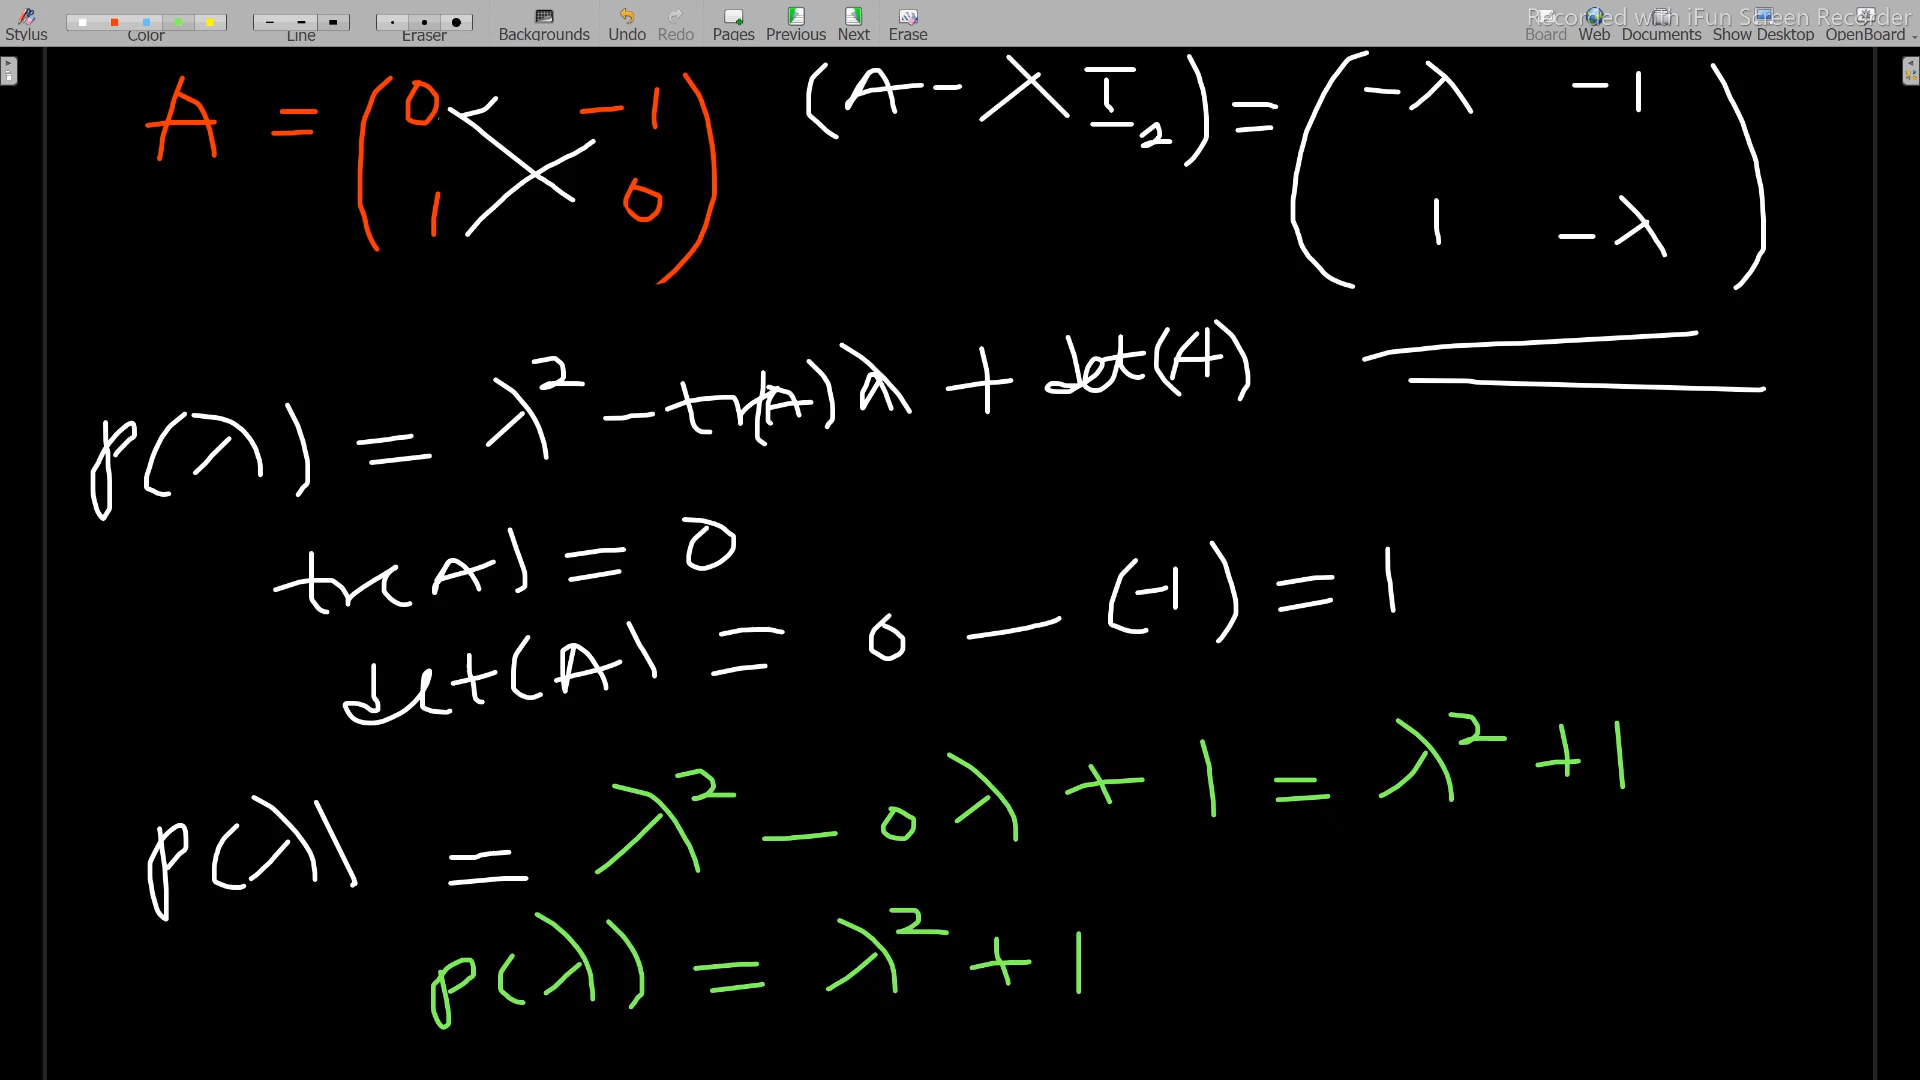 Recorded with iFun Screen Recorder
Stylus Color Line Eraser Backgrounds Undo Redo Pages Previous Next Erase Board Web Documents Show Desktop OpenBoard
A = (0 -1
1 0)
(A - λI₂) = (-λ -1
1 -λ)
p(λ) = λ² - tr(A)λ + det(A)
tr(A) = 0
det(A) = 0 - (-1) = 1
p(λ) = λ² - 0λ + 1 = λ² + 1
p(λ) = λ² + 1